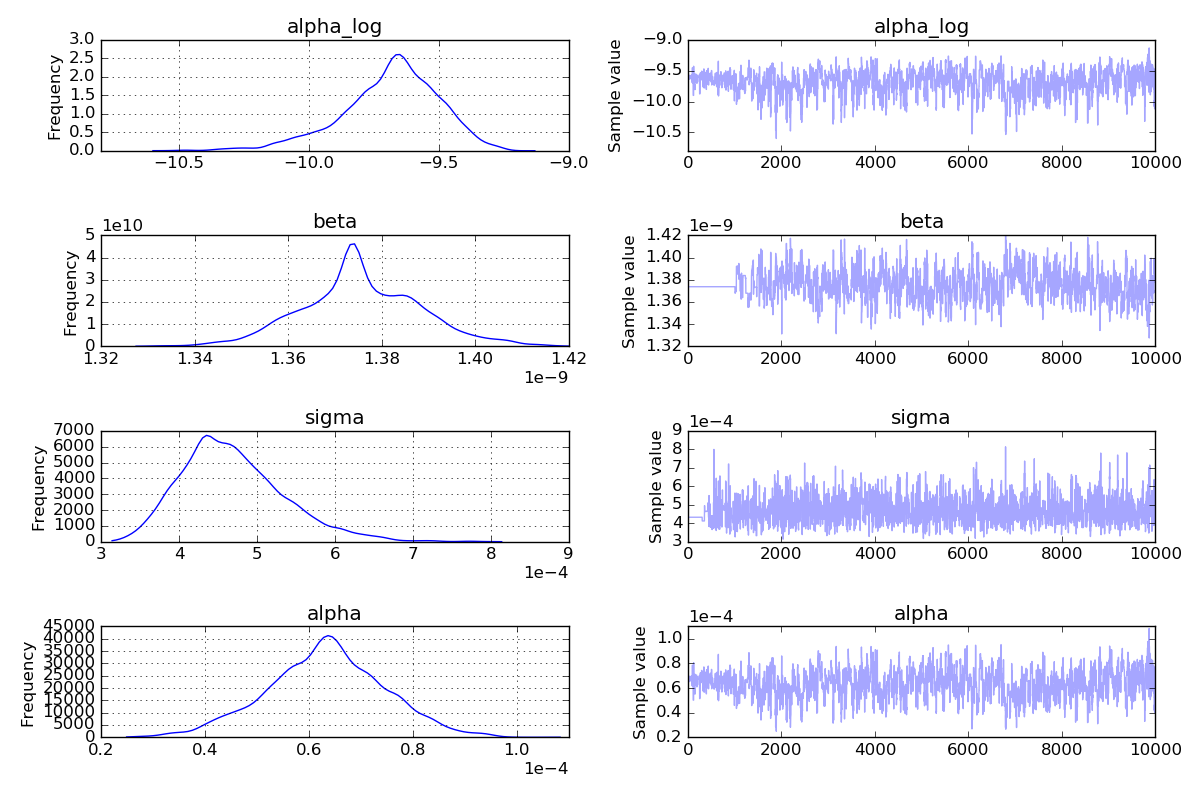 alpha_log
Frequency
3.0
2.5
2.0
1.5
1.0
0.5
0.0
−10.5 −10.0 −9.5 −9.0
alpha_log
Sample value
−9.0
−9.5
−10.0
−10.5
0 2000 4000 6000 8000 10000
beta
1e10
Frequency
5
4
3
2
1
0
1.32 1.34 1.36 1.38 1.40 1.42
1e−9
beta
1e−9
Sample value
1.42
1.40
1.38
1.36
1.34
1.32
0 2000 4000 6000 8000 10000
sigma
Frequency
7000
6000
5000
4000
3000
2000
1000
0
3 4 5 6 7 8 9
1e−4
sigma
1e−4
Sample value
9
8
7
6
5
4
3
0 2000 4000 6000 8000 10000
alpha
Frequency
45000
40000
35000
30000
25000
20000
15000
10000
5000
0
0.2 0.4 0.6 0.8 1.0
1e−4
alpha
1e−4
Sample value
1.0
0.8
0.6
0.4
0.2
0 2000 4000 6000 8000 10000